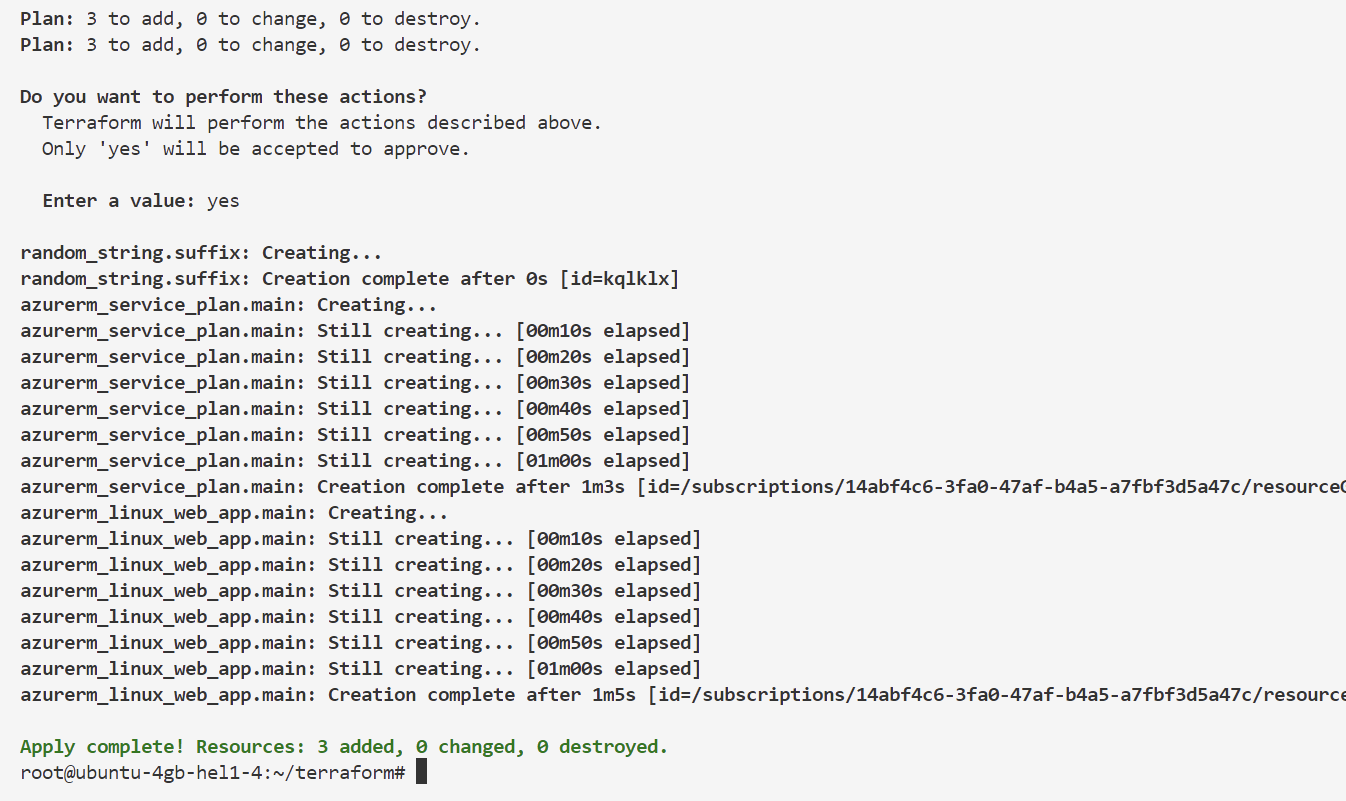 Plan: 3 to add, 0 to change, 0 to destroy.
Plan: 3 to add, 0 to change, 0 to destroy.
Do you want to perform these actions?
Terraform will perform the actions described above.
Only 'yes' will be accepted to approve.
Enter a value: yes
random_string.suffix: Creating...
random_string.suffix: Creation complete after 0s [id=kqlklx]
azurerm_service_plan.main: Creating...
azurerm_service_plan.main: Still creating... [00m10s elapsed]
azurerm_service_plan.main: Still creating... [00m20s elapsed]
azurerm_service_plan.main: Still creating... [00m30s elapsed]
azurerm_service_plan.main: Still creating... [00m40s elapsed]
azurerm_service_plan.main: Still creating... [00m50s elapsed]
azurerm_service_plan.main: Still creating... [01m00s elapsed]
azurerm_service_plan.main: Creation complete after 1m3s [id=/subscriptions/14abf4c6-3fa0-47af-b4a5-a7fbf3d5a47c/resourceG
azurerm_linux_web_app.main: Creating...
azurerm_linux_web_app.main: Still creating... [00m10s elapsed]
azurerm_linux_web_app.main: Still creating... [00m20s elapsed]
azurerm_linux_web_app.main: Still creating... [00m30s elapsed]
azurerm_linux_web_app.main: Still creating... [00m40s elapsed]
azurerm_linux_web_app.main: Still creating... [00m50s elapsed]
azurerm_linux_web_app.main: Still creating... [01m00s elapsed]
azurerm_linux_web_app.main: Creation complete after 1m5s [id=/subscriptions/14abf4c6-3fa0-47af-b4a5-a7fbf3d5a47c/resource
Apply complete! Resources: 3 added, 0 changed, 0 destroyed.
root@ubuntu-4gb-hel1-4:~/terraform#